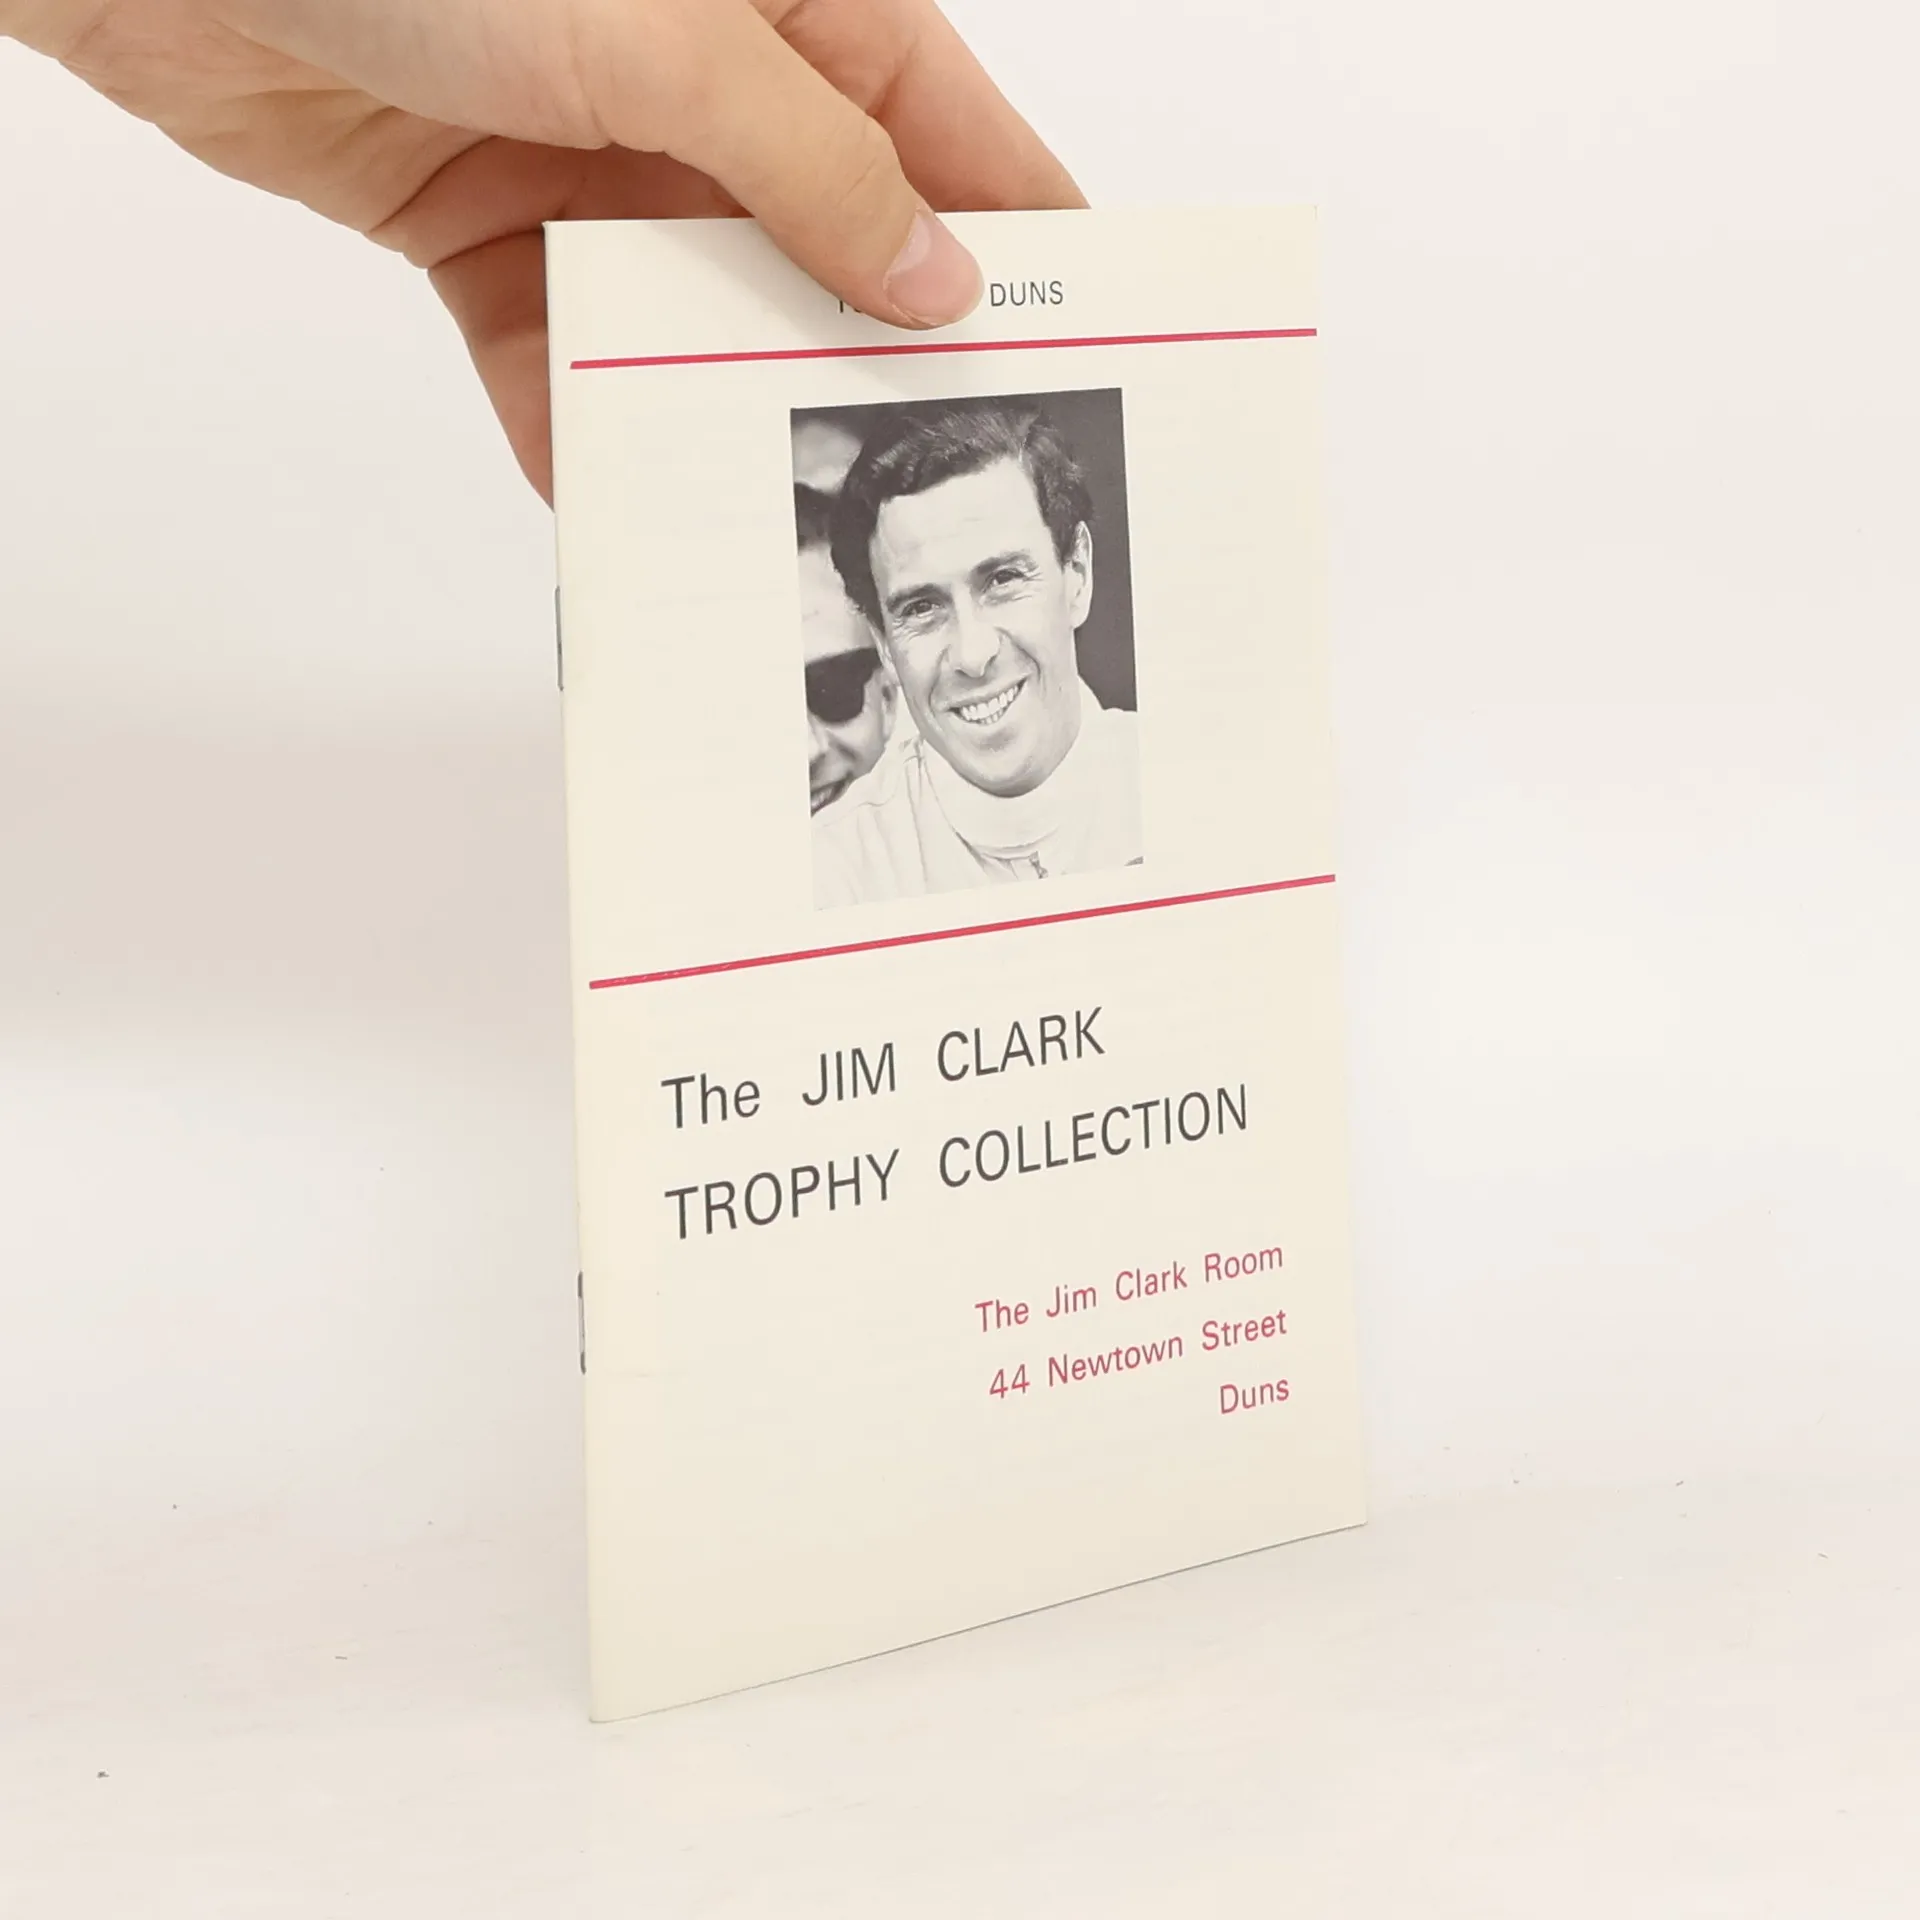 DUNS
The JIM CLARK
TROPHY COLLECTION
The Jim Clark Room
44 Newtown Street
Duns